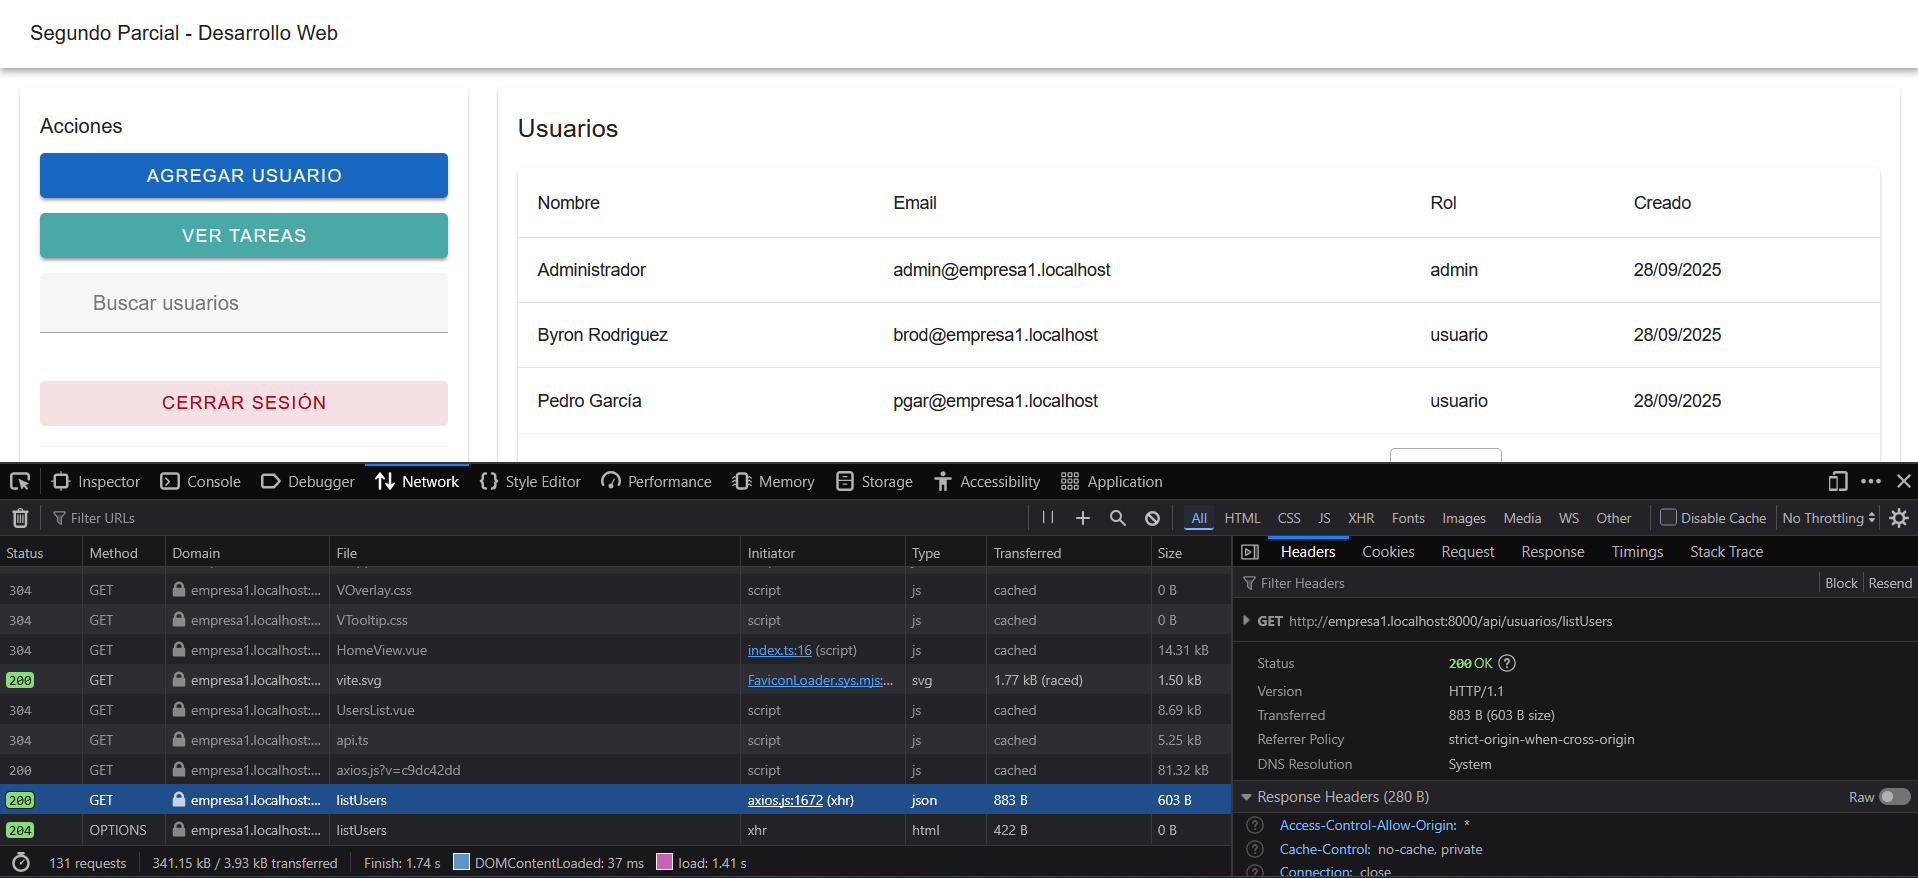 Segundo Parcial - Desarrollo Web
Acciones
AGREGAR USUARIO
VER TAREAS
Buscar usuarios
CERRAR SESIÓN
Usuarios
Nombre Email Rol Creado
Administrador admin@empresa1.localhost admin 28/09/2025
Byron Rodriguez brod@empresa1.localhost usuario 28/09/2025
Pedro García pgar@empresa1.localhost usuario 28/09/2025
Inspector Console Debugger Network Style Editor Performance Memory Storage Accessibility Application
Filter URLs All HTML CSS JS XHR Fonts Images Media WS Other Disable Cache No Throttling
Status Method Domain File Initiator Type Transferred Size
304 GET empresa1.localhost:... VOverlay.css script js cached 0 B
304 GET empresa1.localhost:... VTooltip.css script js cached 0 B
304 GET empresa1.localhost:... HomeView.vue index.ts:16 (script) js cached 14.31 kB
200 GET empresa1.localhost:... vite.svg FaviconLoader.sys.mjs:... svg 1.77 kB (raced) 1.50 kB
304 GET empresa1.localhost:... UsersList.vue script js cached 8.69 kB
304 GET empresa1.localhost:... api.ts script js cached 5.25 kB
200 GET empresa1.localhost:... axios.js?v=c9dc42dd script js cached 81.32 kB
200 GET empresa1.localhost:... listUsers axios.js:1672 (xhr) json 883 B 603 B
204 OPTIONS empresa1.localhost:... listUsers xhr html 422 B 0 B
131 requests 341.15 kB / 3.93 kB transferred Finish: 1.74 s DOMContentLoaded: 37 ms load: 1.41 s
Headers Cookies Request Response Timings Stack Trace
Filter Headers Block Resend
GET http://empresa1.localhost:8000/api/usuarios/listUsers
Status 200 OK
Version HTTP/1.1
Transferred 883 B (603 B size)
Referrer Policy strict-origin-when-cross-origin
DNS Resolution System
Response Headers (280 B) Raw
Access-Control-Allow-Origin: *
Cache-Control: no-cache, private
Connection: close